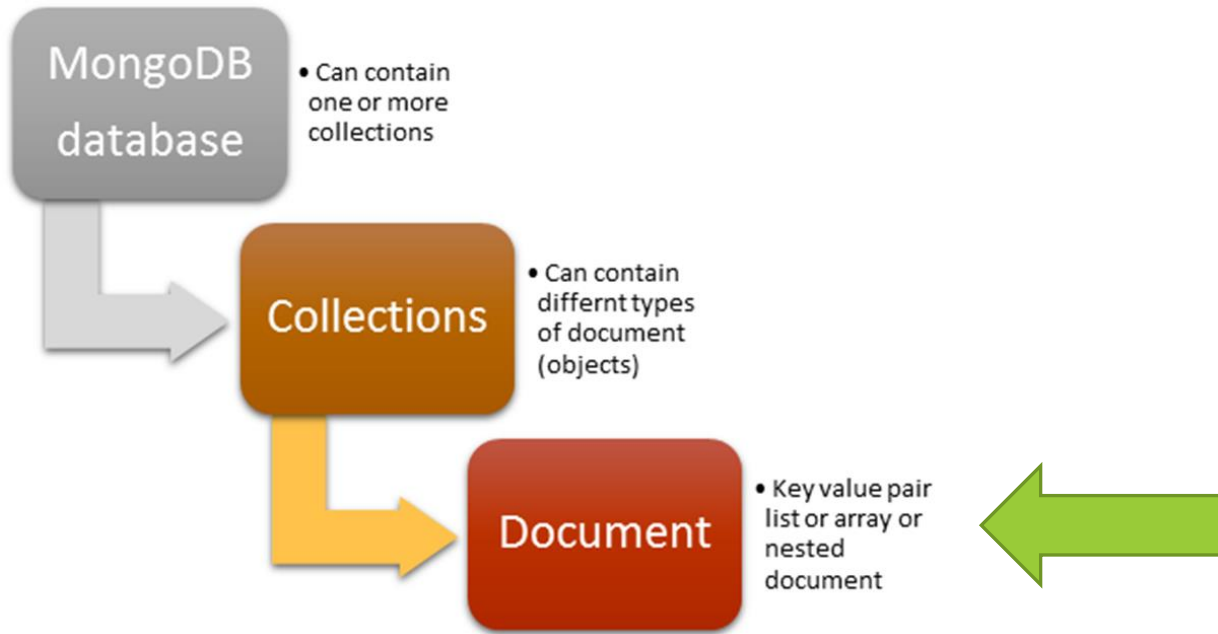 MongoDB
database
• Can contain
one or more
collections
Collections
• Can contain
differnt types
of document
(objects)
Document
• Key value pair
list or array or
nested
document